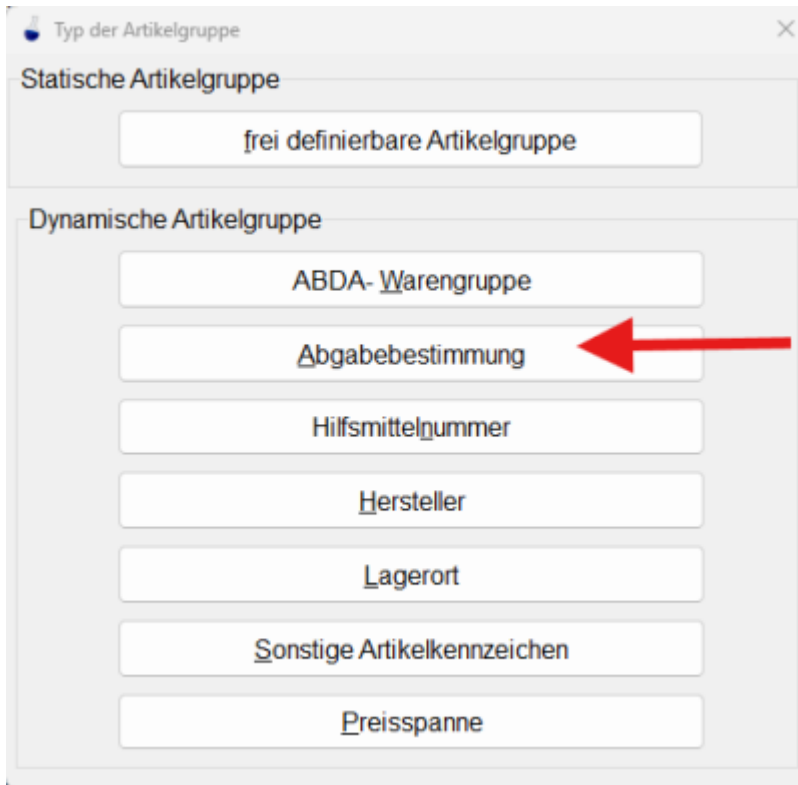 Typ der Artikelgruppe
Statische Artikelgruppe
frei definierbare Artikelgruppe
Dynamische Artikelgruppe
ABDA- Warengruppe
Abgabebestimmung
Hilfsmittelnummer
Hersteller
Lagerort
Sonstige Artikelkennzeichen
Preisspanne